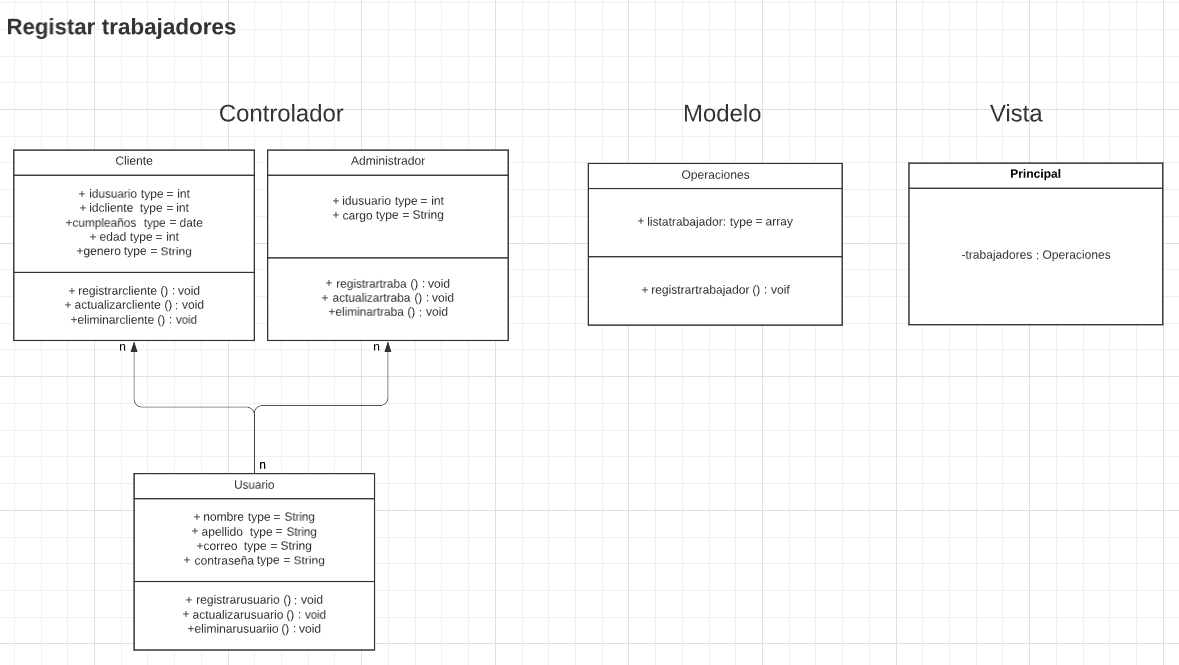 Registar trabajadores
Controlador
Modelo
Vista
Cliente
+ idusuario type = int
+ idcliente type = int
+cumpleaños type = date
+ edad type = int
+genero type = String
+ registrarcliente () : void
+ actualizarcliente () : void
+eliminarcliente () : void
Administrador
+ idusuario type = int
+ cargo type = String
+ registrartraba () : void
+ actualizartraba () : void
+eliminartraba () : void
Operaciones
+ listatrabajador: type = array
+ registrartrabajador () : voif
Principal
-trabajadores : Operaciones
n
n
n
Usuario
+ nombre type = String
+ apellido type = String
+correo type = String
+ contraseña type = String
+ registrarusuario () : void
+ actualizarusuario () : void
+eliminarusuariio () : void